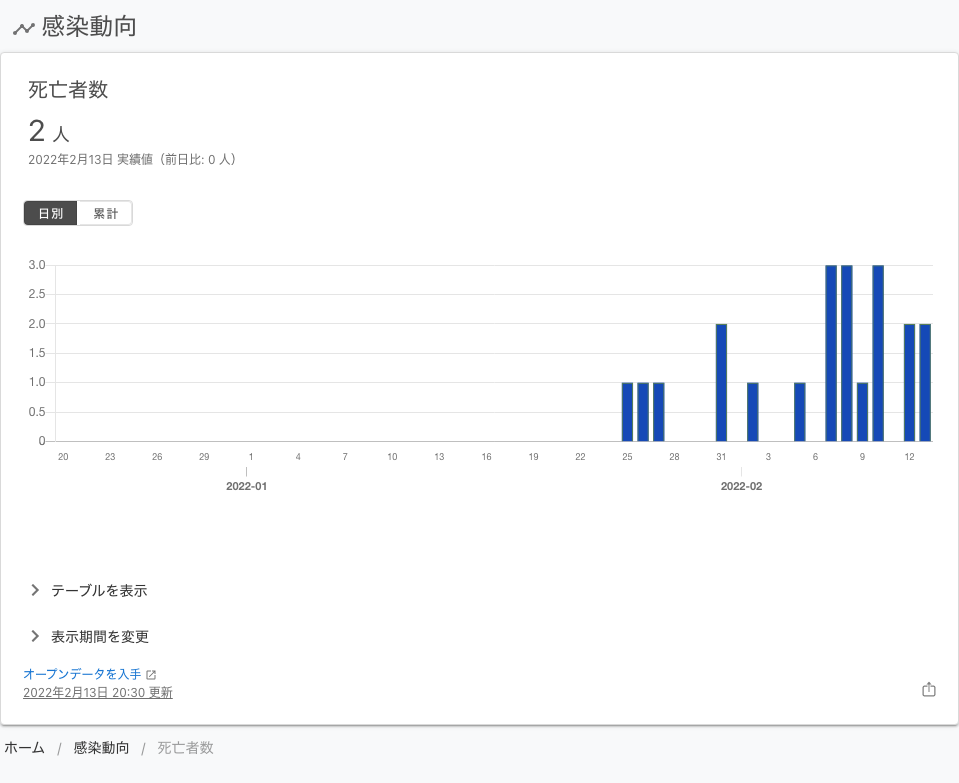 感染動向
死亡者数
2 人
2022年2月13日 実績値（前日比: 0 人）
日別 累計
3.0
2.5
2.0
1.5
1.0
0.5
0
20 23 26 29 1 4 7 10 13 16 19 22 25 28 31 3 6 9 12
2022-01 2022-02
テーブルを表示
表示期間を変更
オープンデータを入手
2022年2月13日 20:30 更新
ホーム / 感染動向 / 死亡者数